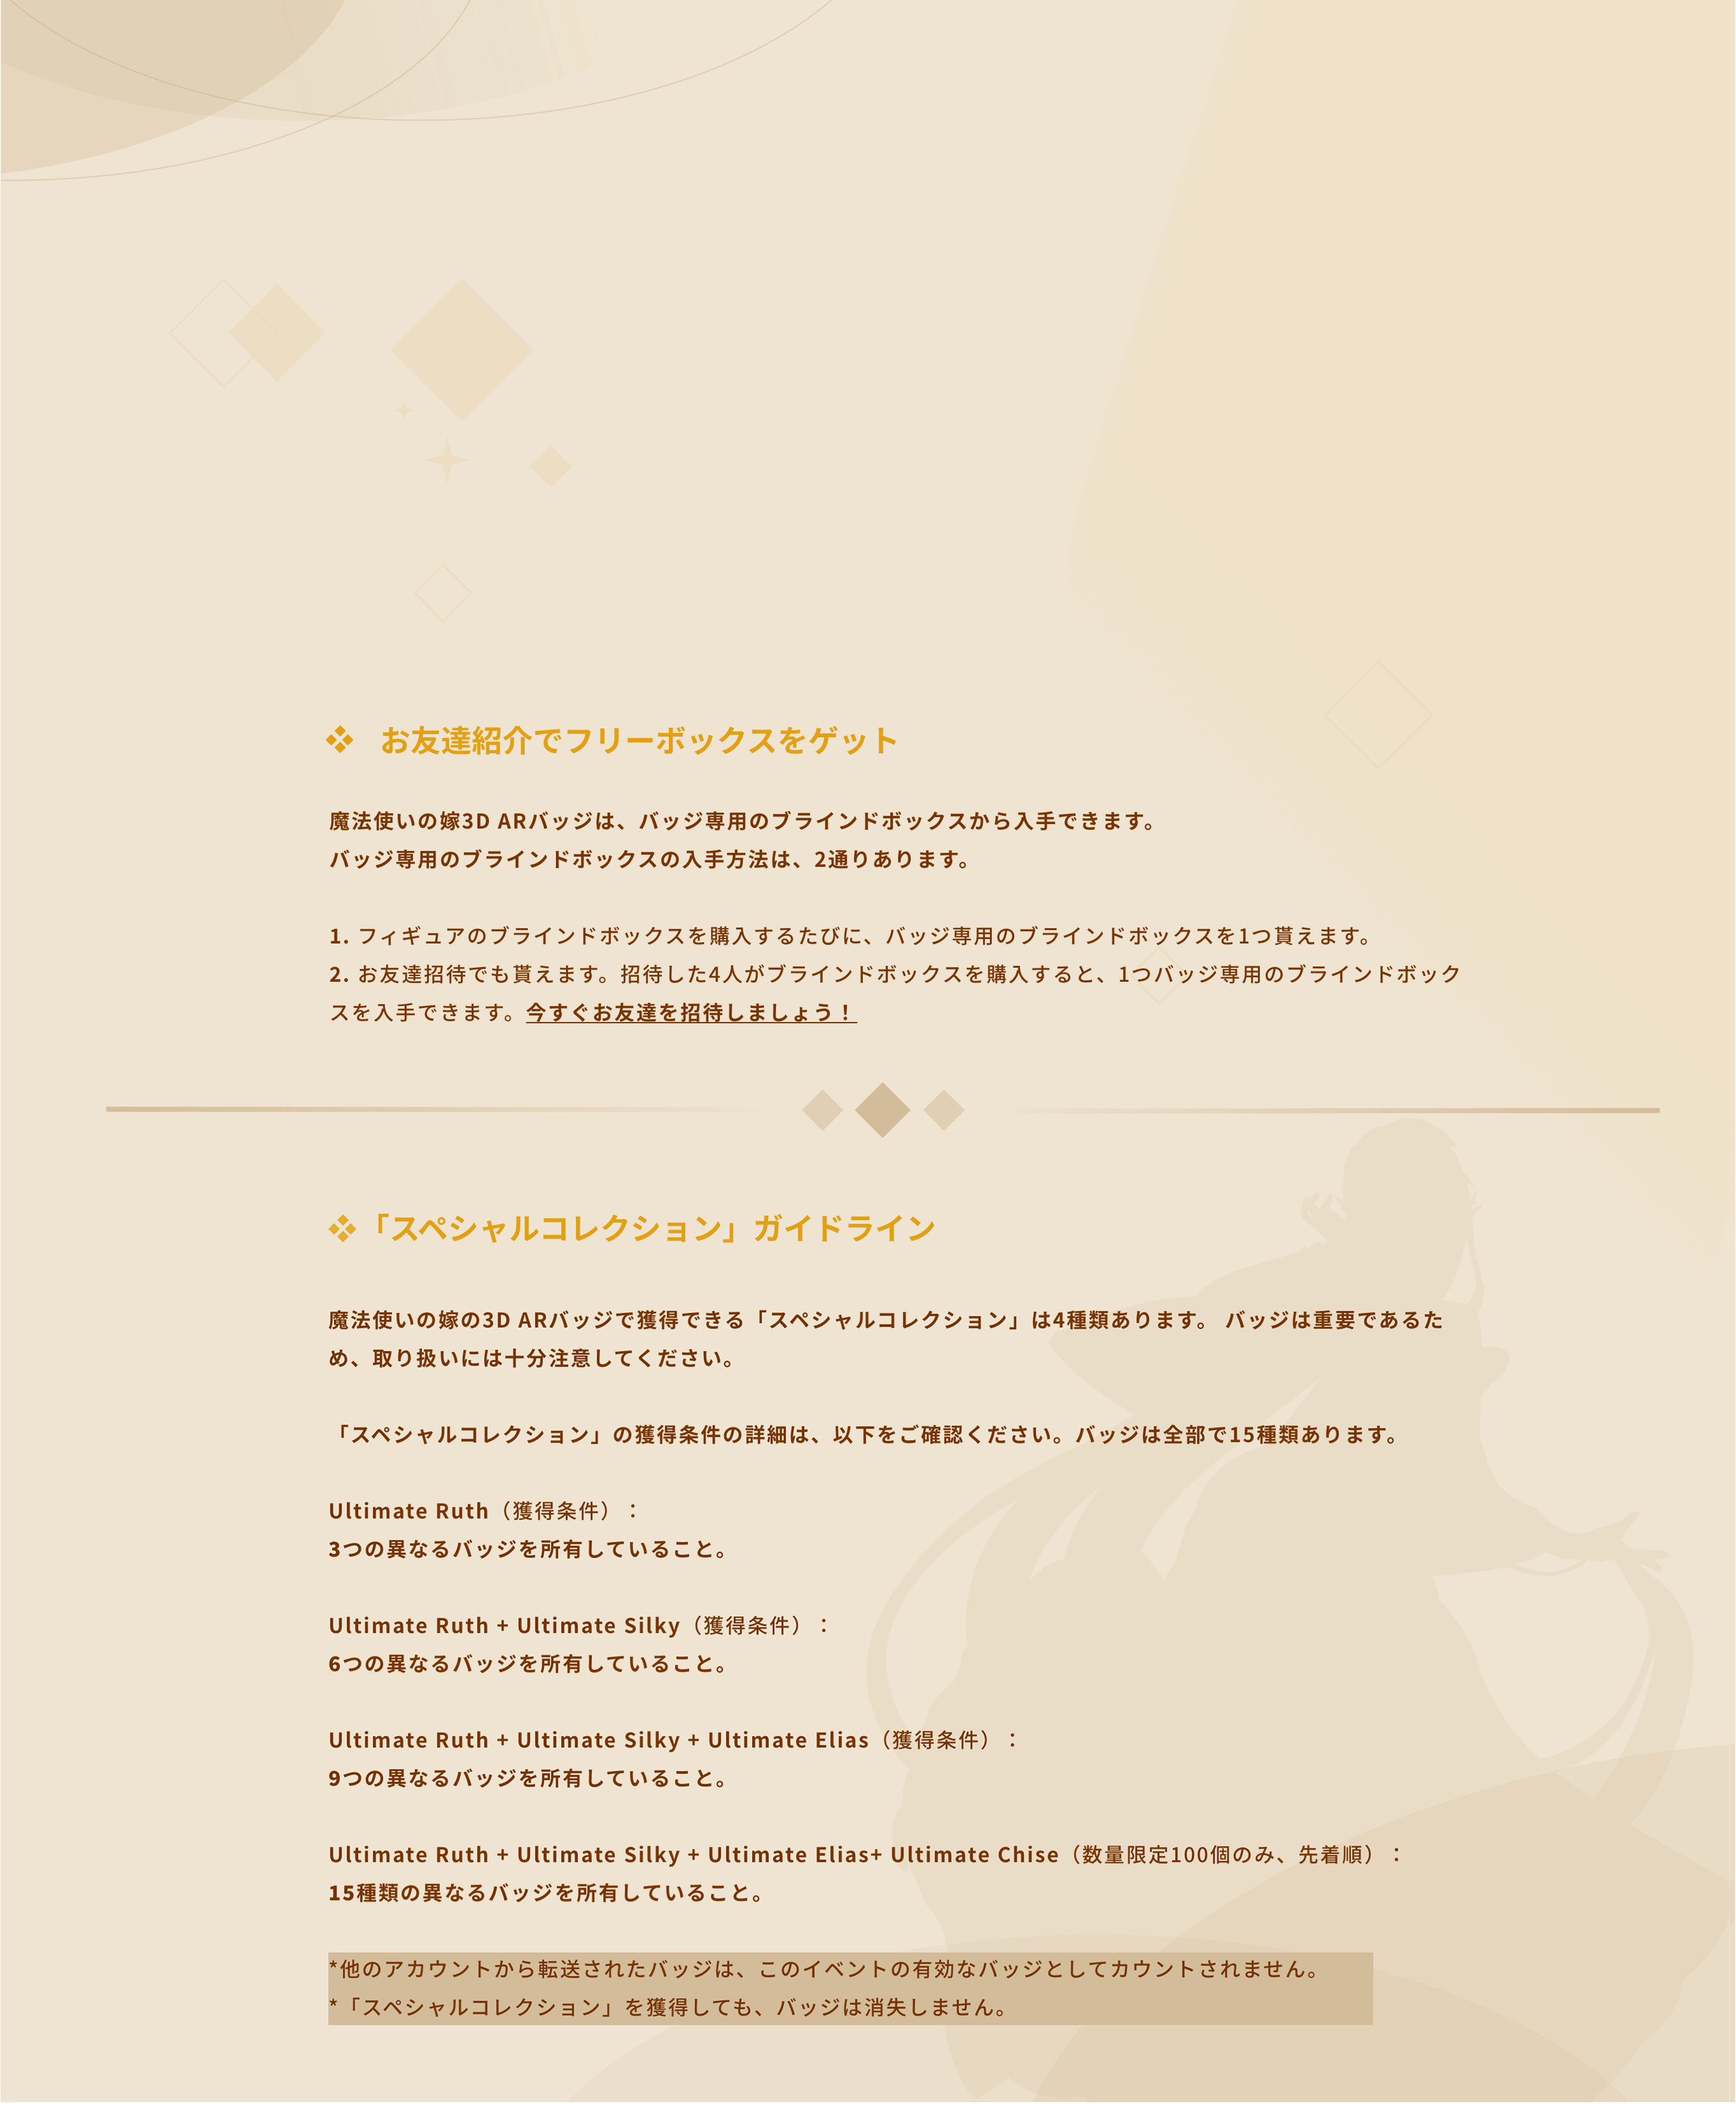 お友達紹介でフリーボックスをゲット
魔法使いの嫁3D ARバッジは、バッジ専用のブラインドボックスから入手できます。
バッジ専用のブラインドボックスの入手方法は、2通りあります。
1. フィギュアのブラインドボックスを購入するたびに、バッジ専用のブラインドボックスを1つ貰えます。
2. お友達招待でも貰えます。招待した4人がブラインドボックスを購入すると、1つバッジ専用のブラインドボック
スを入手できます。今すぐお友達を招待しましょう！
「スペシャルコレクション」ガイドライン
魔法使いの嫁の3D ARバッジで獲得できる「スペシャルコレクション」は4種類あります。 バッジは重要であるた
め、取り扱いには十分注意してください。
「スペシャルコレクション」の獲得条件の詳細は、以下をご確認ください。バッジは全部で15種類あります。
Ultimate Ruth（獲得条件）：
3つの異なるバッジを所有していること。
Ultimate Ruth + Ultimate Silky（獲得条件）：
6つの異なるバッジを所有していること。
Ultimate Ruth + Ultimate Silky + Ultimate Elias（獲得条件）：
9つの異なるバッジを所有していること。
Ultimate Ruth + Ultimate Silky + Ultimate Elias+ Ultimate Chise（数量限定100個のみ、先着順）：
15種類の異なるバッジを所有していること。
*他のアカウントから転送されたバッジは、このイベントの有効なバッジとしてカウントされません。
*「スペシャルコレクション」を獲得しても、バッジは消失しません。